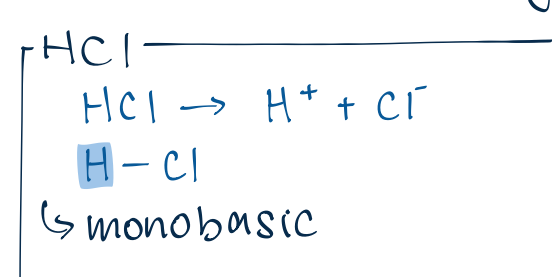 HCl
HCl → H⁺ + Cl⁻
H – Cl
↳ monobasic